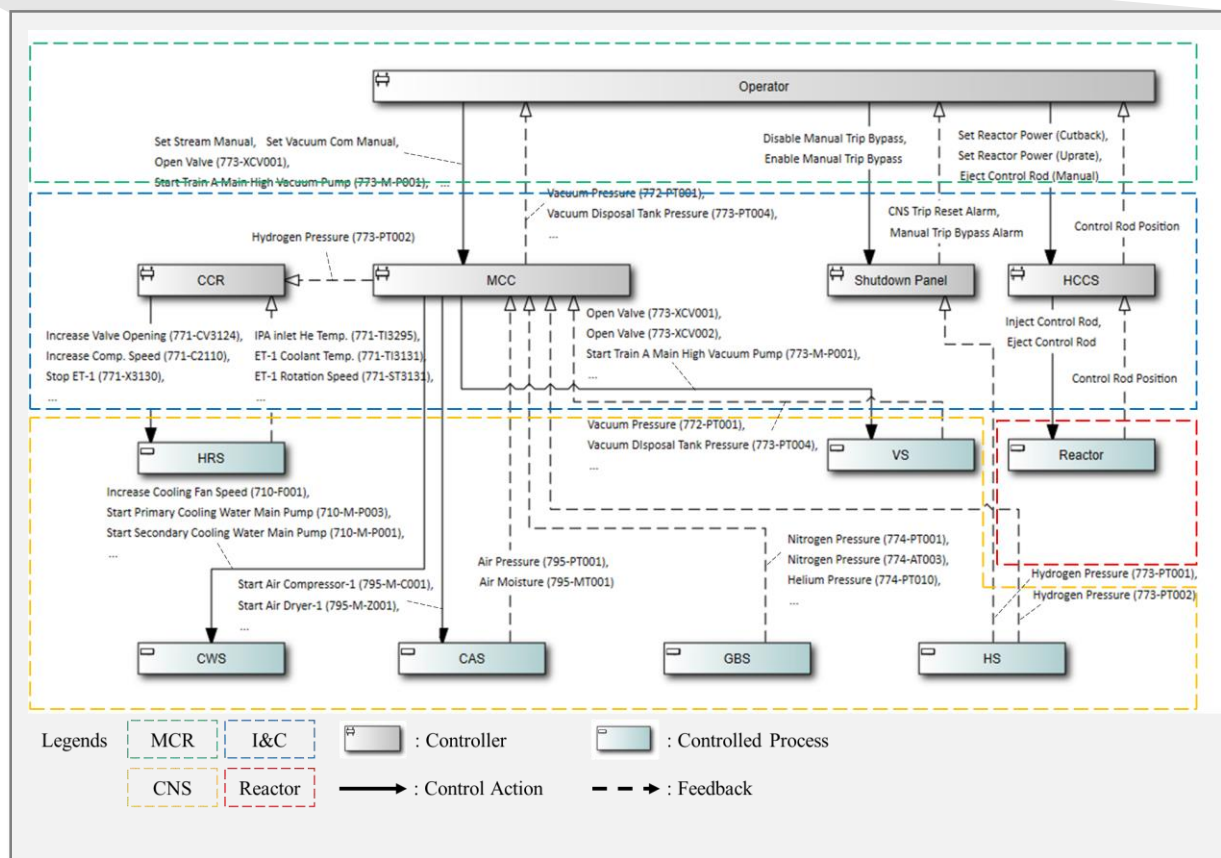 Operator
Set Stream Manual, Set Vacuum Com Manual,
Open Valve (773-XCV001),
Start Train A Main High Vacuum Pump (773-M-P001), ...
Disable Manual Trip Bypass,
Enable Manual Trip Bypass
Set Reactor Power (Cutback),
Set Reactor Power (Uprate),
Eject Control Rod (Manual)
Vacuum Pressure (772-PT001),
Vacuum Disposal Tank Pressure (773-PT004),
...
CNS Trip Reset Alarm,
Manual Trip Bypass Alarm
Control Rod Position
Hydrogen Pressure (773-PT002)
CCR
MCC
Shutdown Panel
HCCS
Increase Valve Opening (771-CV3124),
Increase Comp. Speed (771-C2110),
Stop ET-1 (771-X3130),
...
IPA inlet He Temp. (771-TI3295),
ET-1 Coolant Temp. (771-TI3131),
ET-1 Rotation Speed (771-ST3131),
...
Open Valve (773-XCV001),
Open Valve (773-XCV002),
Start Train A Main High Vacuum Pump (773-M-P001),
...
Inject Control Rod,
Eject Control Rod
Control Rod Position
Vacuum Pressure (772-PT001),
Vacuum Disposal Tank Pressure (773-PT004),
...
HRS
VS
Reactor
Increase Cooling Fan Speed (710-F001),
Start Primary Cooling Water Main Pump (710-M-P003),
Start Secondary Cooling Water Main Pump (710-M-P001),
...
Start Air Compressor-1 (795-M-C001),
Start Air Dryer-1 (795-M-Z001),
...
Air Pressure (795-PT001),
Air Moisture (795-MT001)
Nitrogen Pressure (774-PT001),
Nitrogen Pressure (774-AT003),
Helium Pressure (774-PT010),
...
Hydrogen Pressure (773-PT001),
Hydrogen Pressure (773-PT002)
CWS
CAS
GBS
HS
Legends
MCR
I&C
: Controller
: Controlled Process
CNS
Reactor
: Control Action
: Feedback